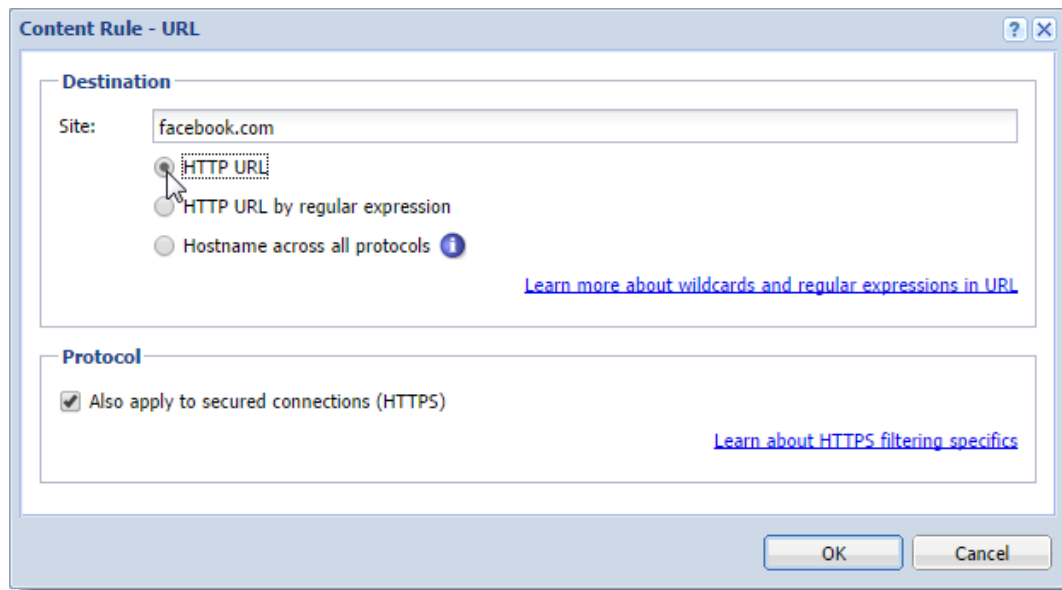 Content Rule - URL
Destination
Site: facebook.com
HTTP URL
HTTP URL by regular expression
Hostname across all protocols
Learn more about wildcards and regular expressions in URL
Protocol
Also apply to secured connections (HTTPS)
Learn about HTTPS filtering specifics
OK Cancel